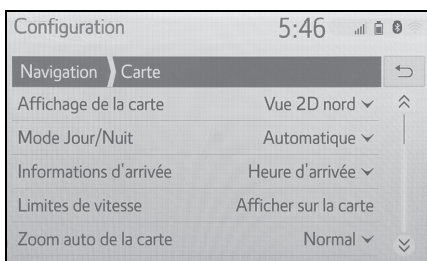 Configuration 5:46
Navigation Carte
Affichage de la carte Vue 2D nord
Mode Jour/Nuit Automatique
Informations d'arrivée Heure d'arrivée
Limites de vitesse Afficher sur la carte
Zoom auto de la carte Normal